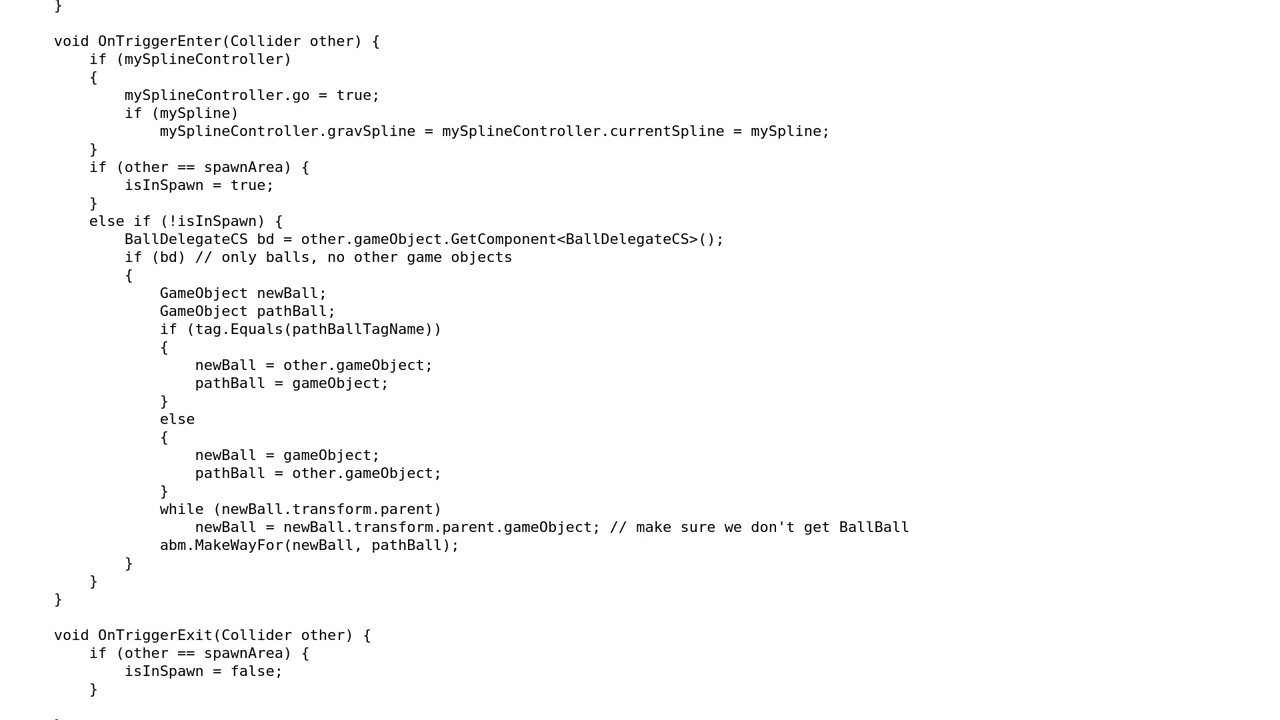 }
void OnTriggerEnter(Collider other) {
if (mySplineController)
{
mySplineController.go = true;
if (mySpline)
mySplineController.gravSpline = mySplineController.currentSpline = mySpline;
}
if (other == spawnArea) {
isInSpawn = true;
}
else if (!isInSpawn) {
BallDelegateCS bd = other.gameObject.GetComponent<BallDelegateCS>();
if (bd) // only balls, no other game objects
{
GameObject newBall;
GameObject pathBall;
if (tag.Equals(pathBallTagName))
{
newBall = other.gameObject;
pathBall = gameObject;
}
else
{
newBall = gameObject;
pathBall = other.gameObject;
}
while (newBall.transform.parent)
newBall = newBall.transform.parent.gameObject; // make sure we don't get BallBall
abm.MakeWayFor(newBall, pathBall);
}
}
}
void OnTriggerExit(Collider other) {
if (other == spawnArea) {
isInSpawn = false;
}